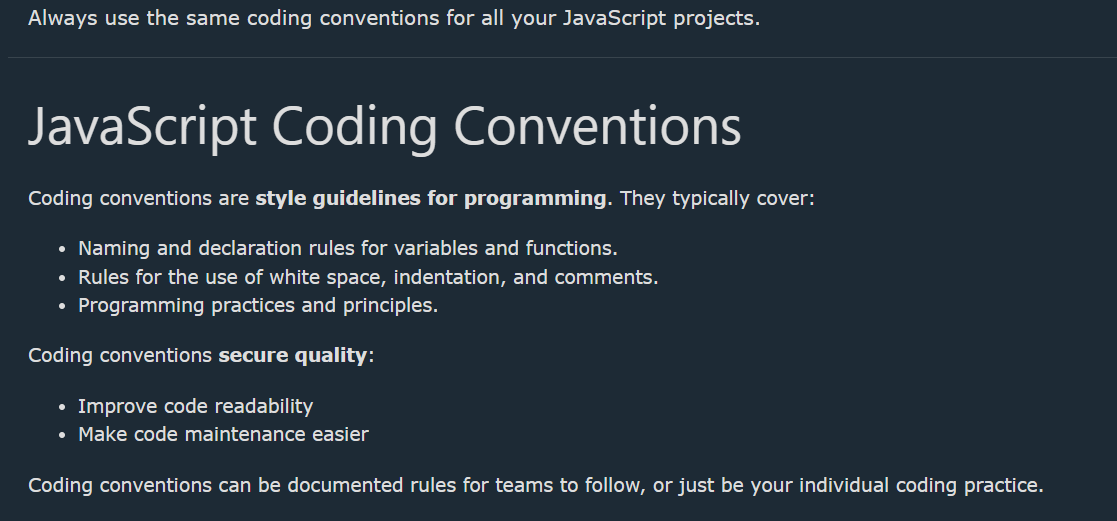 Always use the same coding conventions for all your JavaScript projects.
JavaScript Coding Conventions
Coding conventions are style guidelines for programming. They typically cover:
• Naming and declaration rules for variables and functions.
• Rules for the use of white space, indentation, and comments.
• Programming practices and principles.
Coding conventions secure quality:
• Improve code readability
• Make code maintenance easier
Coding conventions can be documented rules for teams to follow, or just be your individual coding practice.